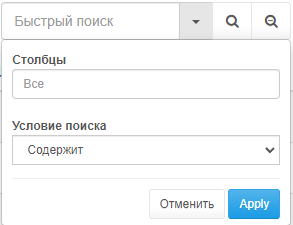 Быстрый поиск
Столбцы
Все
Условие поиска
Содержит
Отменить Apply